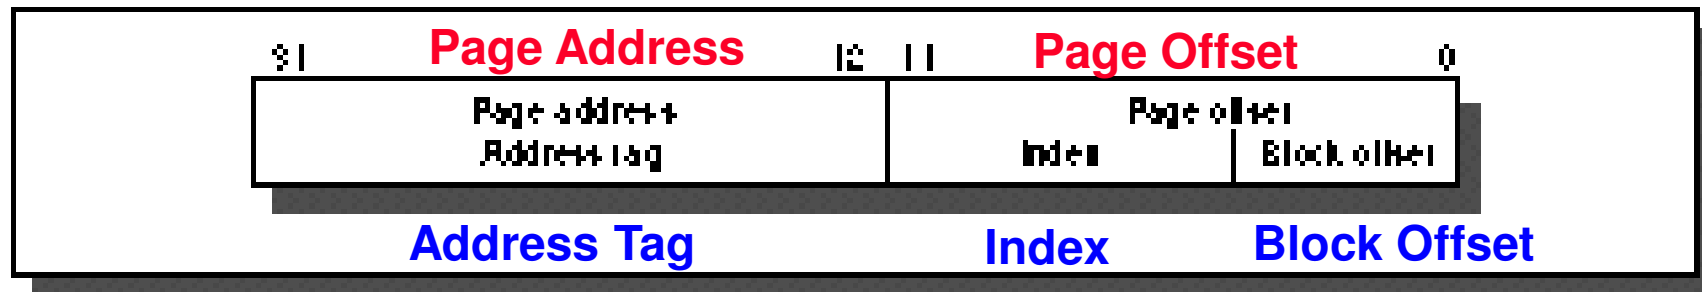 Page Address Page Offset
31 12 11 0
Page address Page offset
Address tag Index Block offset
Address Tag Index Block Offset